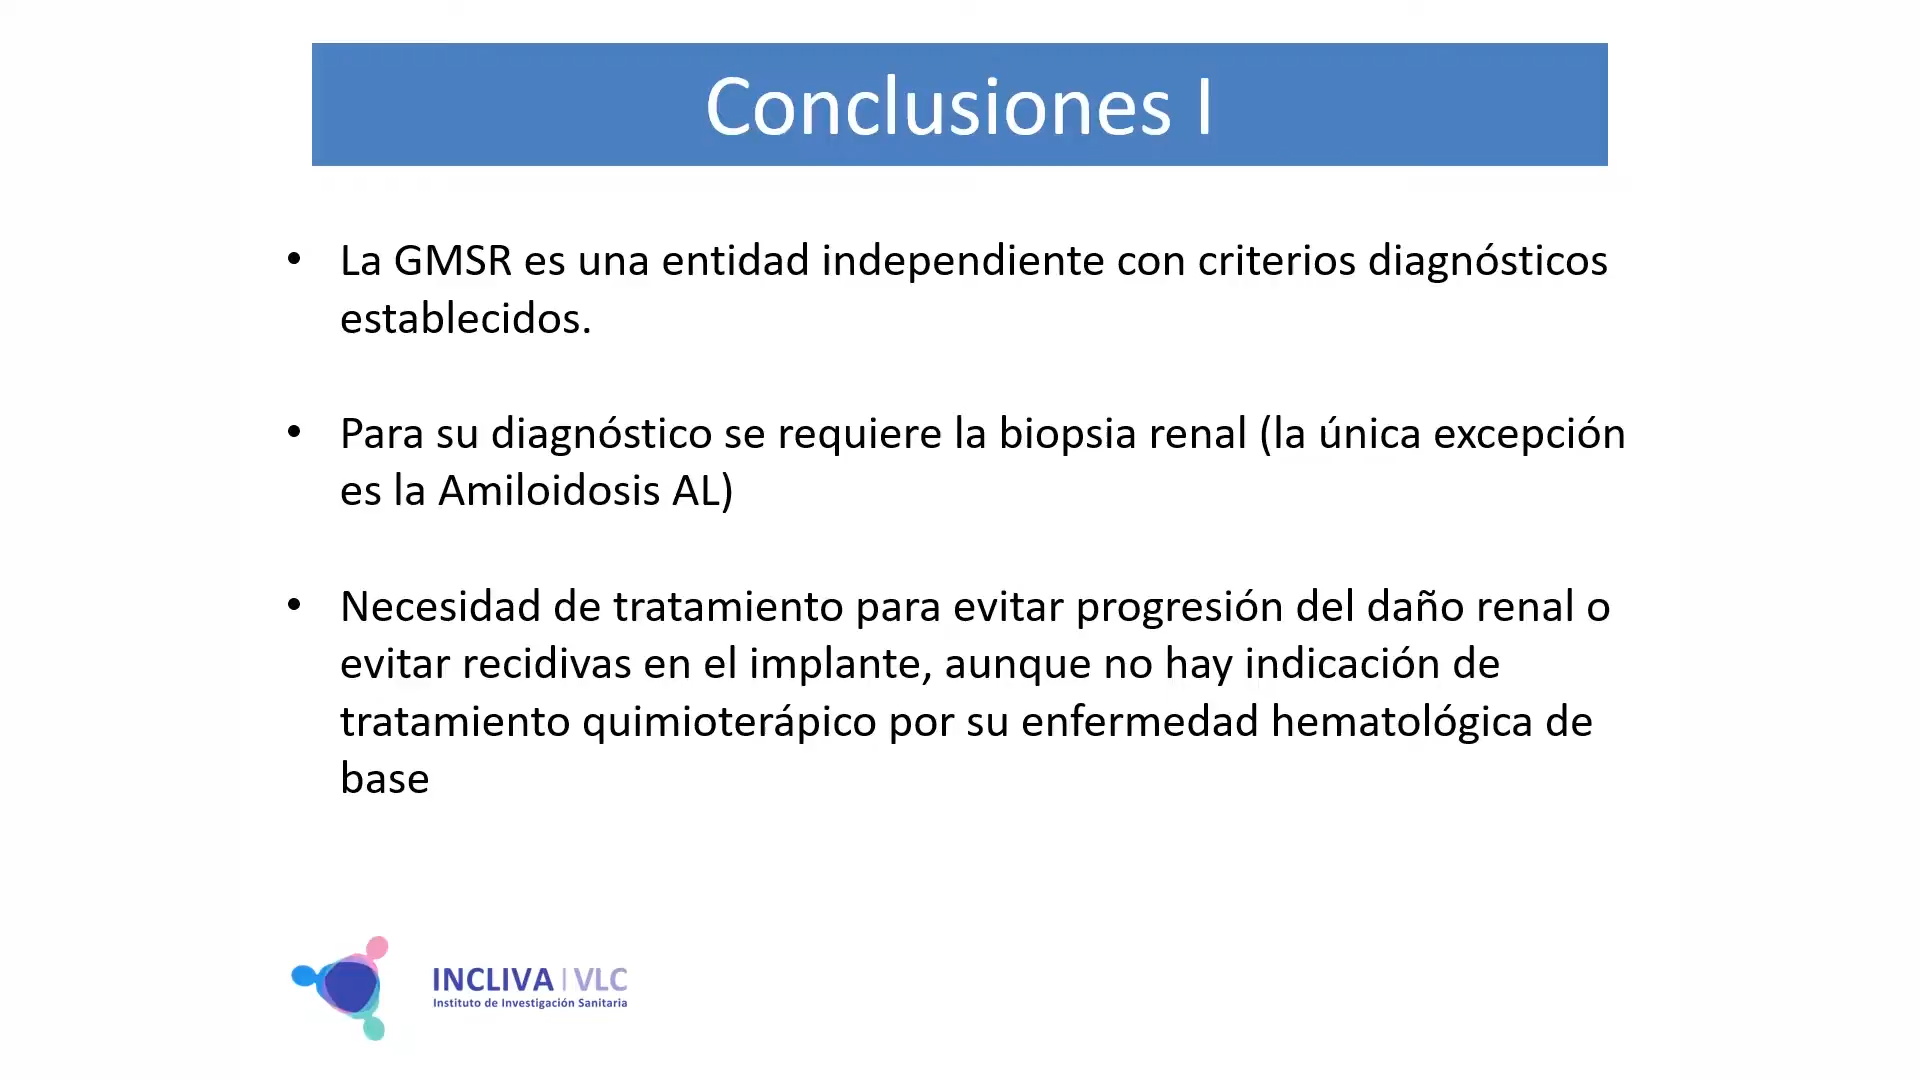 Conclusiones I
• La GMSR es una entidad independiente con criterios diagnósticos
establecidos.
• Para su diagnóstico se requiere la biopsia renal (la única excepción
es la Amiloidosis AL)
• Necesidad de tratamiento para evitar progresión del daño renal o
evitar recidivas en el implante, aunque no hay indicación de
tratamiento quimioterápico por su enfermedad hematológica de
base
INCLIVA | VLC
Instituto de Investigación Sanitaria